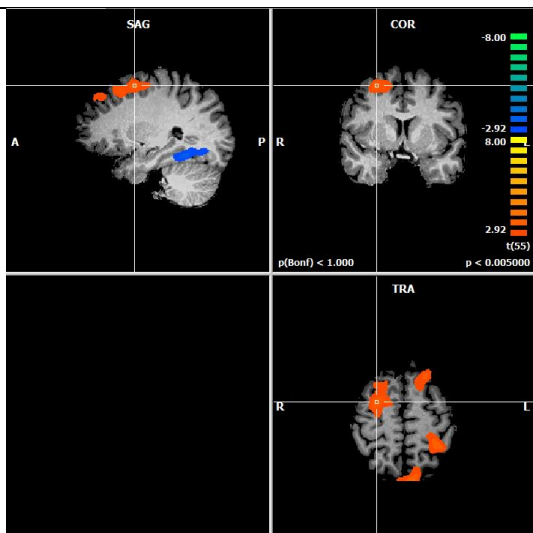 SAG
A
P
COR
R
-8.00
-2.92
8.00
L
2.92
t(55)
p(Bonf) < 1.000
p < 0.005000
TRA
R
L